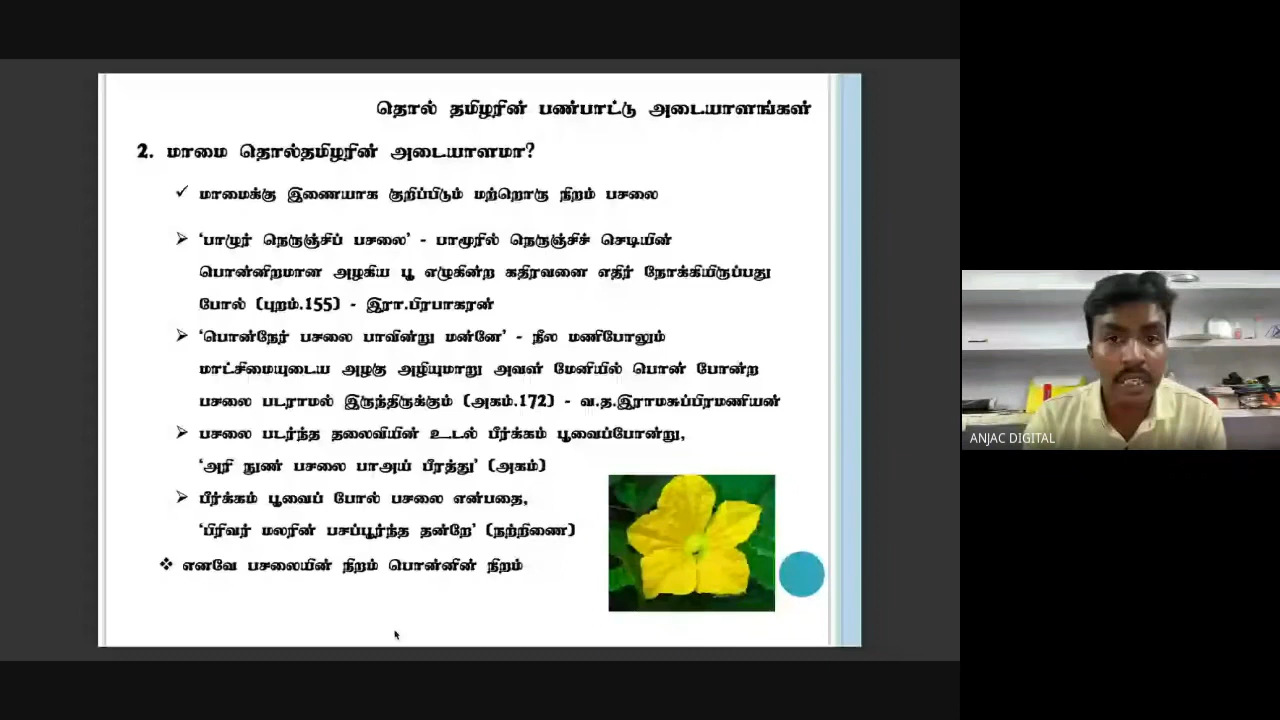 தொல் தமிழரின் பண்பாட்டு அடையாளங்கள்
2. மாமை தொல்தமிழரின் அடையாளமா?
✓ மாமைக்கு இணையாக குறிப்பிடும் மற்றொரு நிறம் பசலை
➢ ‘பாழூர் நெருஞ்சிப் பசலை’ - பாமூரில் நெருஞ்சிச் செடியின்
பொன்னிறமான அழகிய பூ எழுகின்ற கதிரவனை எதிர் நோக்கியிருப்பது
போல் (புறம்.155) - இரா.பிரபாகரன்
➢ ‘பொன்நேர் பசலை பாவின்று மன்னே’ - நீல மணிபோலும்
மாட்சிமையுடைய அழகு அழியுமாறு அவள் மேனியில் பொன் போன்ற
பசலை படராமல் இருந்திருக்கும் (அகம்.172) - வ.த.இராமசுப்பிரமணியன்
➢ பசலை படர்ந்த தலைவியின் உடல் பீர்க்கம் பூவைப்போன்று,
‘அரி நுண் பசலை பாஅய் பீரத்து’ (அகம்)
➢ பீர்க்கம் பூவைப் போல் பசலை என்பதை,
‘பிரிவர் மலரின் பசப்பூர்ந்த தன்றே’ (நற்றிணை)
❖ எனவே பசலையின் நிறம் பொன்னின் நிறம்
ANJAC DIGITAL